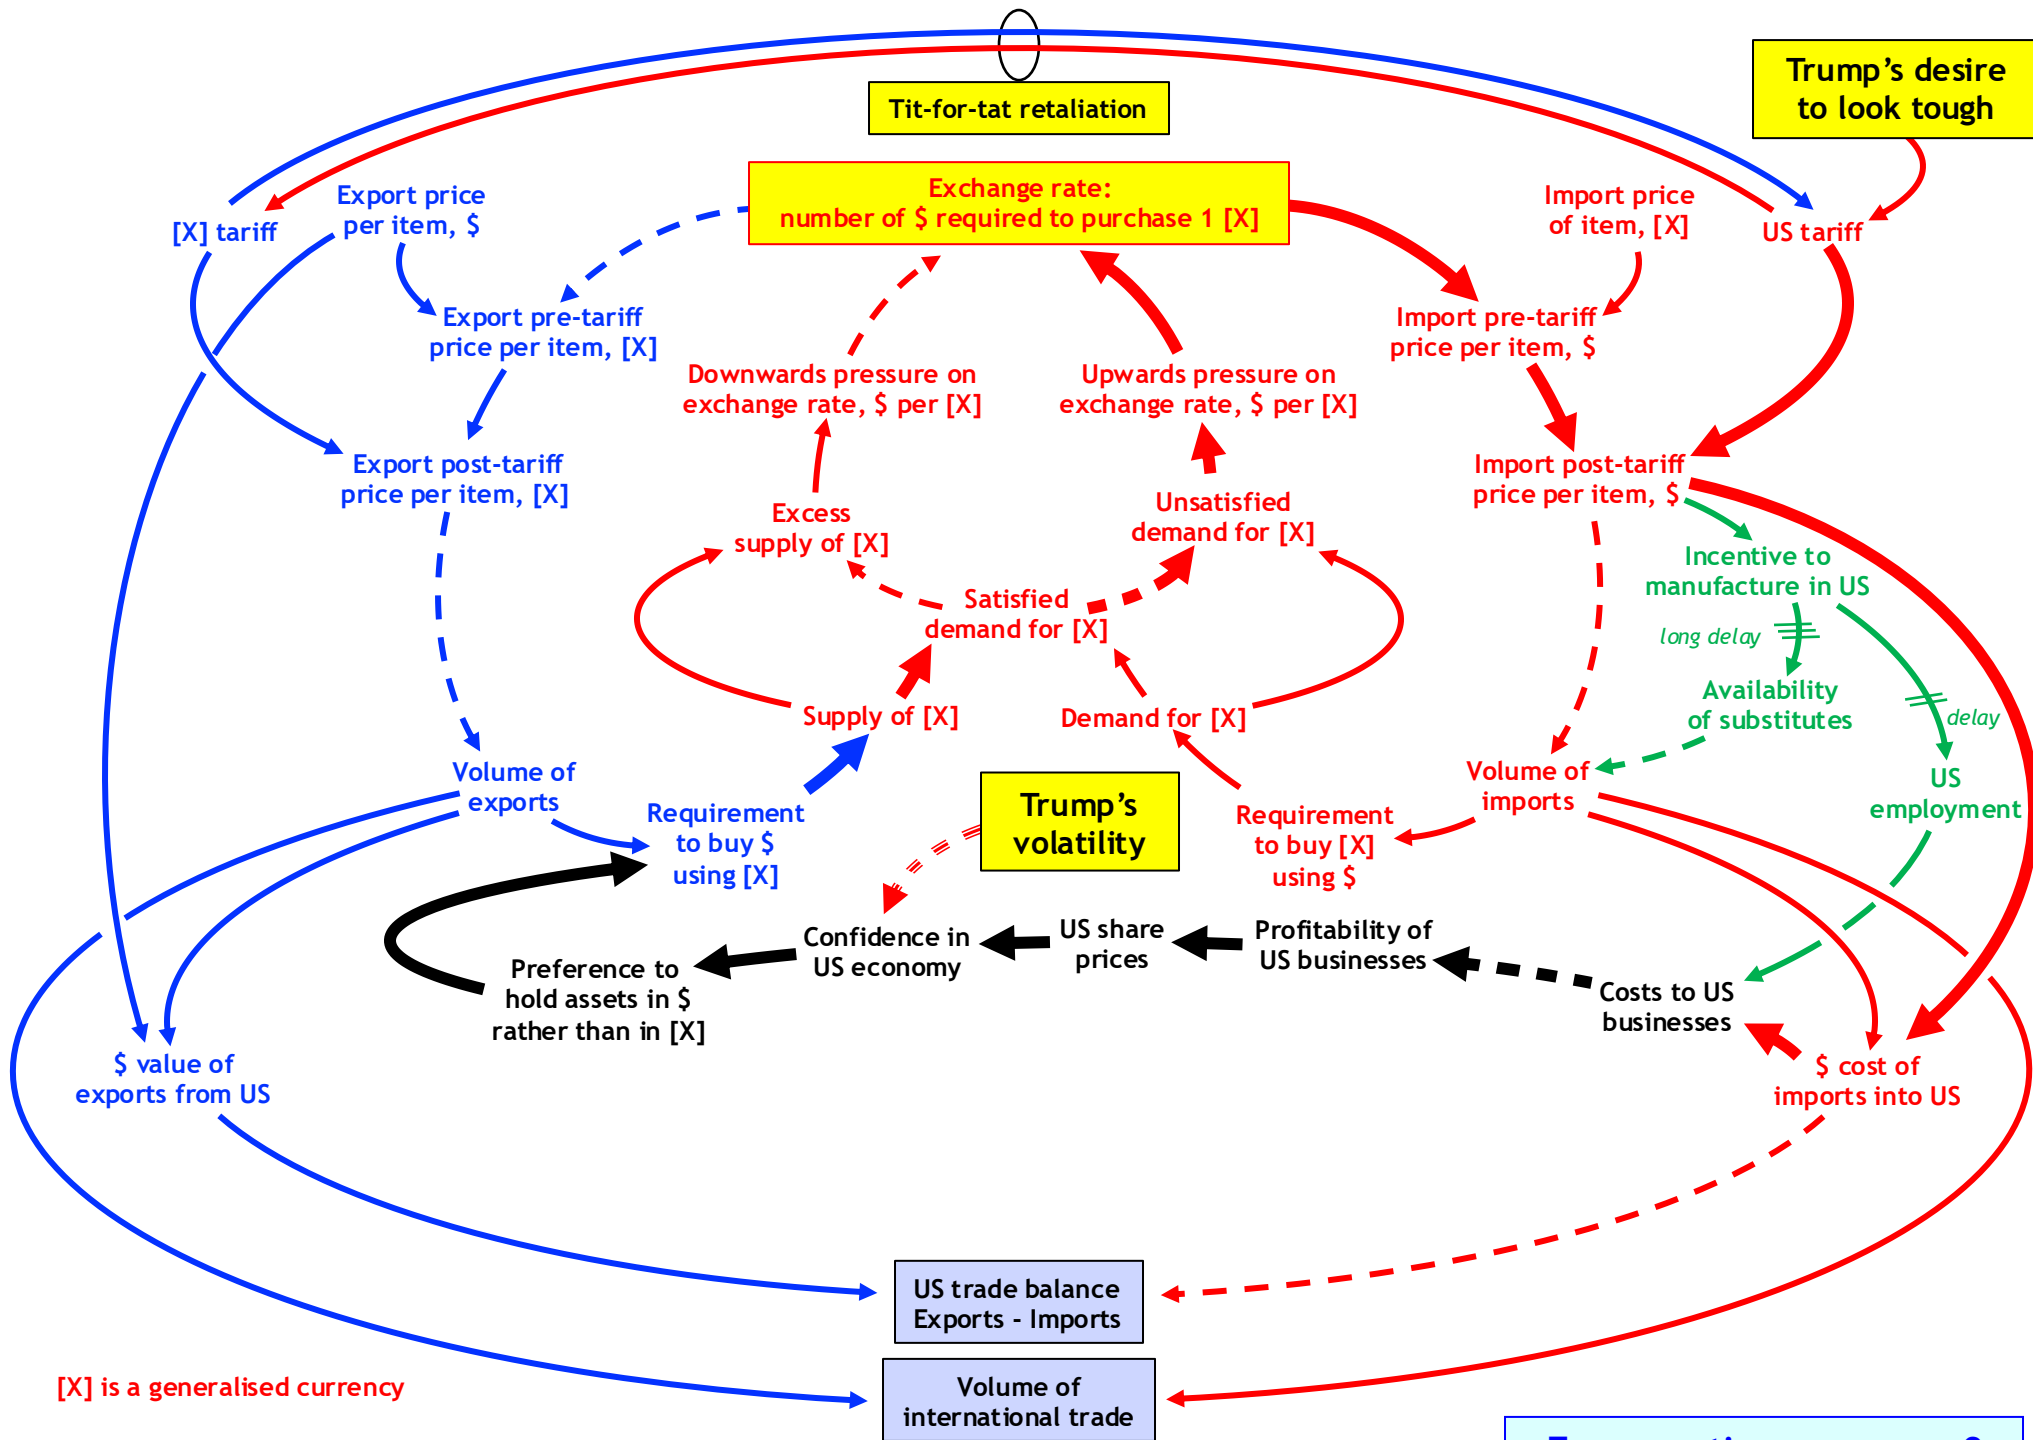 Tit-for-tat retaliation
Trump's desire
to look tough
Exchange rate:
number of $ required to purchase 1 [X]
Export price
per item, $
[X] tariff
Import price
of item, [X]
US tariff
Export pre-tariff
price per item, [X]
Import pre-tariff
price per item, $
Downwards pressure on
exchange rate, $ per [X]
Upwards pressure on
exchange rate, $ per [X]
Export post-tariff
price per item, [X]
Import post-tariff
price per item, $
Excess
supply of [X]
Unsatisfied
demand for [X]
Incentive to
manufacture in US
Satisfied
demand for [X]
long delay
Availability
of substitutes
delay
Supply of [X]
Demand for [X]
Volume of
exports
Requirement
to buy $
using [X]
Trump's
volatility
Requirement
to buy [X]
using $
Volume of
imports
US
employment
Confidence in
US economy
US share
prices
Profitability of
US businesses
Preference to
hold assets in $
rather than in [X]
Costs to US
businesses
$ value of
exports from US
$ cost of
imports into US
US trade balance
Exports - Imports
Volume of
international trade
[X] is a generalised currency